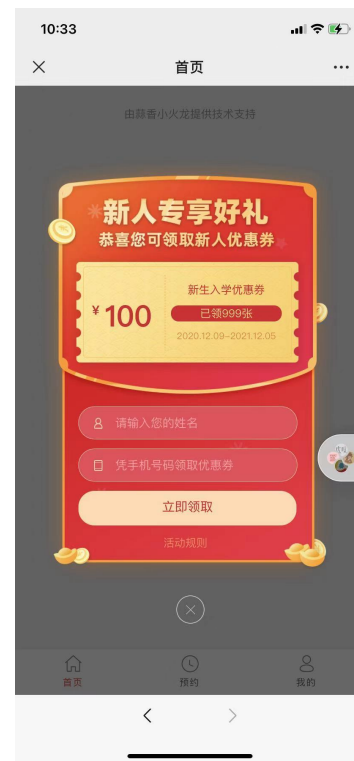 10:33
首页
由蒜香小火龙提供技术支持
新人专享好礼
恭喜您可领取新人优惠券
新生入学优惠券
¥100
已领999张
2020.12.09-2021.12.05
请输入您的姓名
凭手机号码领取优惠券
立即领取
活动规则
首页
预约
我的